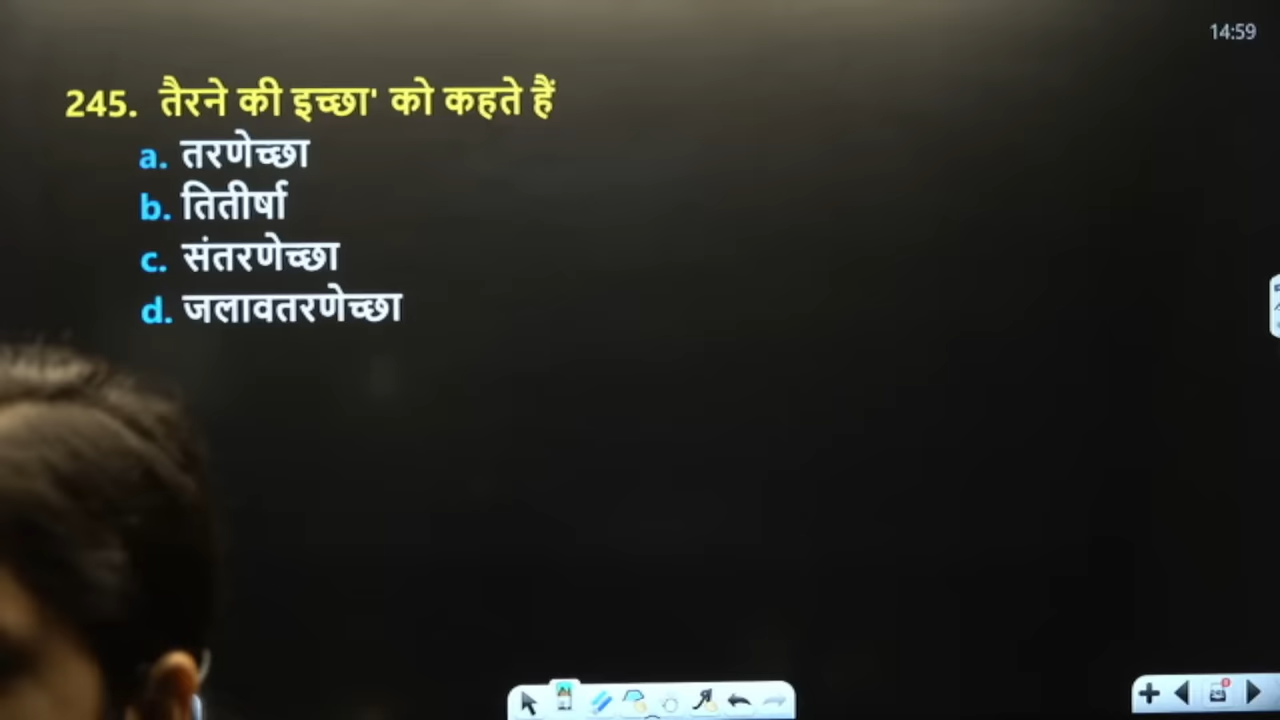 14:59
245. तैरने की इच्छा' को कहते हैं
a. तरणेच्छा
b. तितीर्षा
c. संतरणेच्छा
d. जलावतरणेच्छा